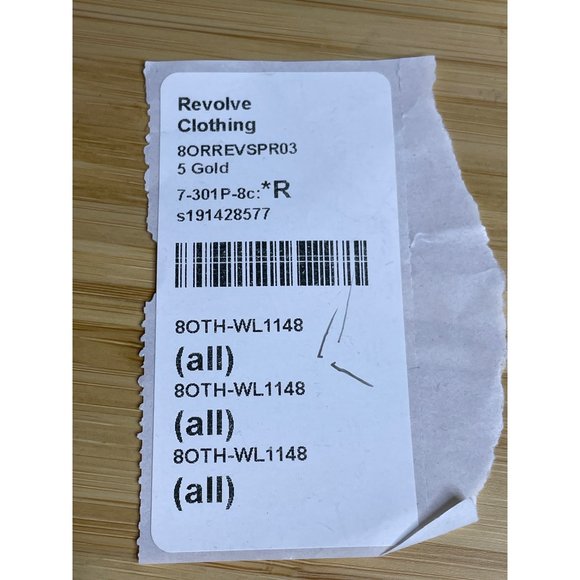 Revolve
Clothing
8ORREVSPR03
5 Gold
7-301P-8c:*R
s191428577
8OTH-WL1148
(all)
8OTH-WL1148
(all)
8OTH-WL1148
(all)